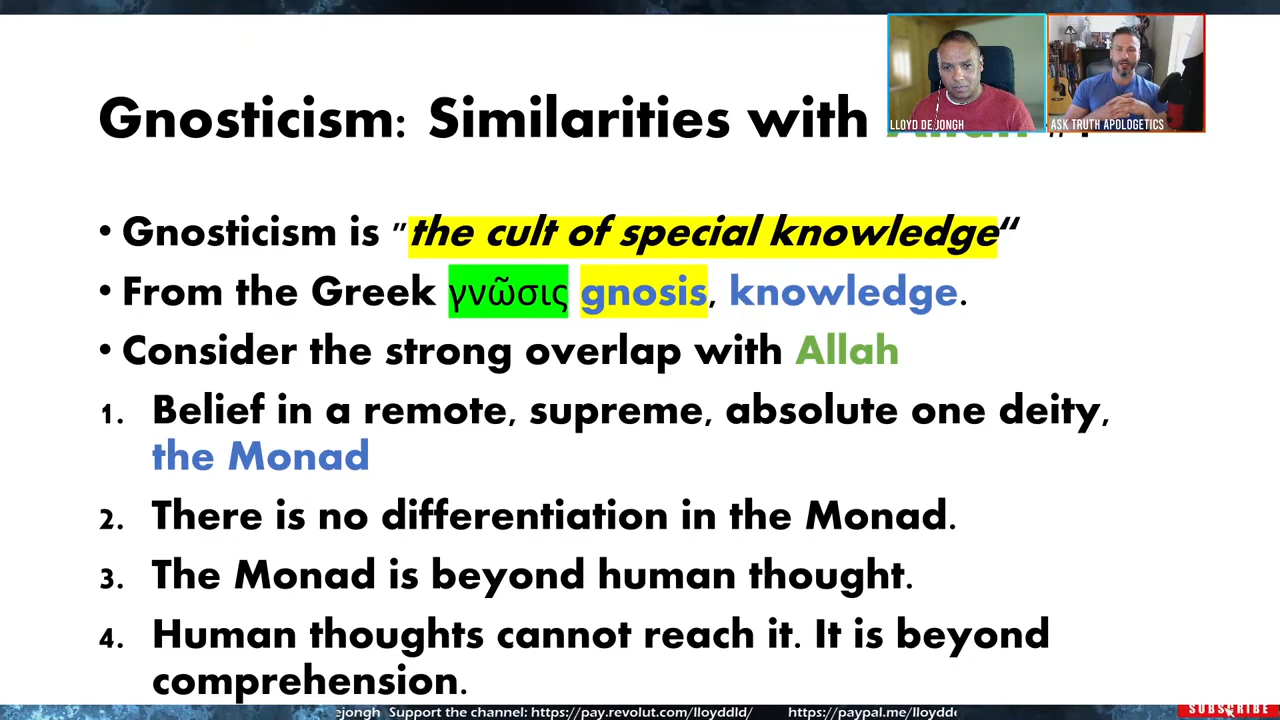 LLOYD DE JONGH
ASK TRUTH APOLOGETICS
Gnosticism: Similarities with
• Gnosticism is "the cult of special knowledge“
• From the Greek γνῶσις gnosis, knowledge.
• Consider the strong overlap with Allah
1. Belief in a remote, supreme, absolute one deity,
the Monad
2. There is no differentiation in the Monad.
3. The Monad is beyond human thought.
4. Human thoughts cannot reach it. It is beyond
comprehension.
ejongh Support the channel: https://pay.revolut.com/lloyddld/ https://paypal.me/lloydde
SUBSCRIBE